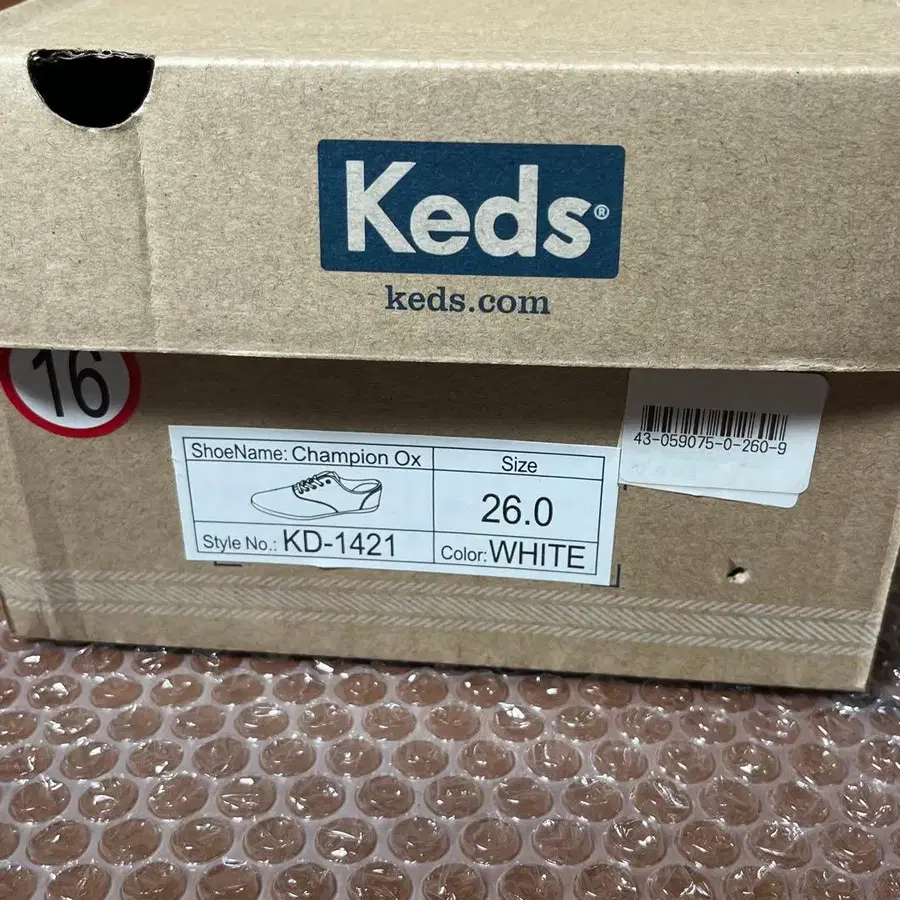 Keds®
keds.com
16
43-059075-0-260-9
ShoeName: Champion Ox
Size
26.0
Style No.: KD-1421
Color: WHITE